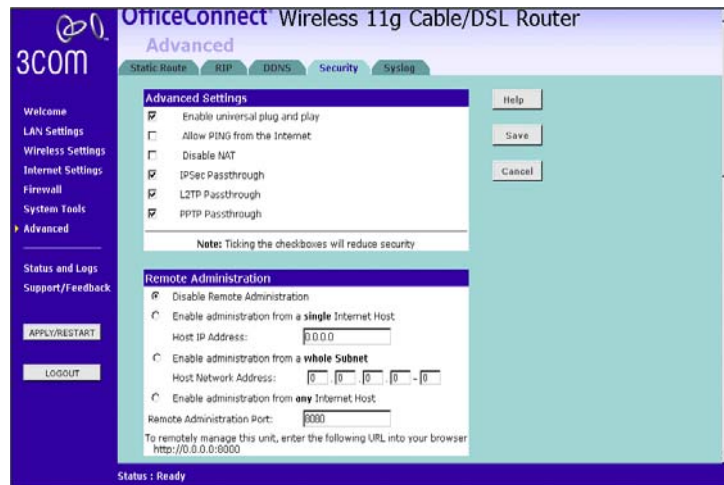 3COM
OfficeConnect Wireless 11g Cable/DSL Router
Advanced
Static Route RIP DDNS Security Syslog
Welcome
LAN Settings
Wireless Settings
Internet Settings
Firewall
System Tools
Advanced
Status and Logs
Support/Feedback
APPLY/RESTART
LOGOUT
Advanced Settings
Enable universal plug and play
Allow PING from the Internet
Disable NAT
IPSec Passthrough
L2TP Passthrough
PPTP Passthrough
Note: Ticking the checkboxes will reduce security
Remote Administration
Disable Remote Administration
Enable administration from a single Internet Host
Host IP Address: 0.0.0.0
Enable administration from a whole Subnet
Host Network Address: 0 . 0 . 0 . 0 - 0
Enable administration from any Internet Host
Remote Administration Port: 8080
To remotely manage this unit, enter the following URL into your browser
http://0.0.0.0:8000
Help
Save
Cancel
Status : Ready